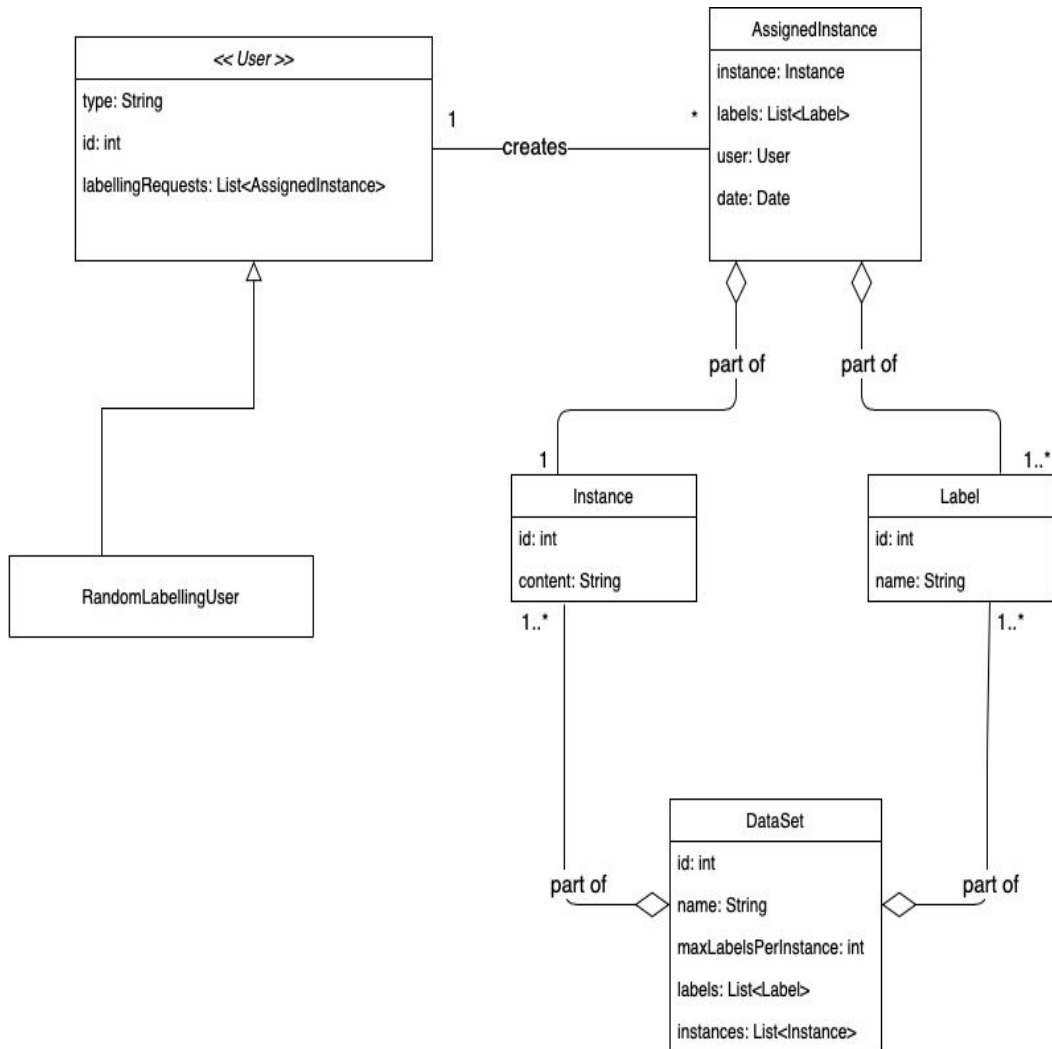 << User >>
type: String
id: int
labellingRequests: List<AssignedInstance>
AssignedInstance
instance: Instance
labels: List<Label>
user: User
date: Date
1
creates
*
part of
part of
RandomLabellingUser
1
Instance
id: int
content: String
1..*
1..*
Label
id: int
name: String
1..*
part of
part of
DataSet
id: int
name: String
maxLabelsPerInstance: int
labels: List<Label>
instances: List<Instance>